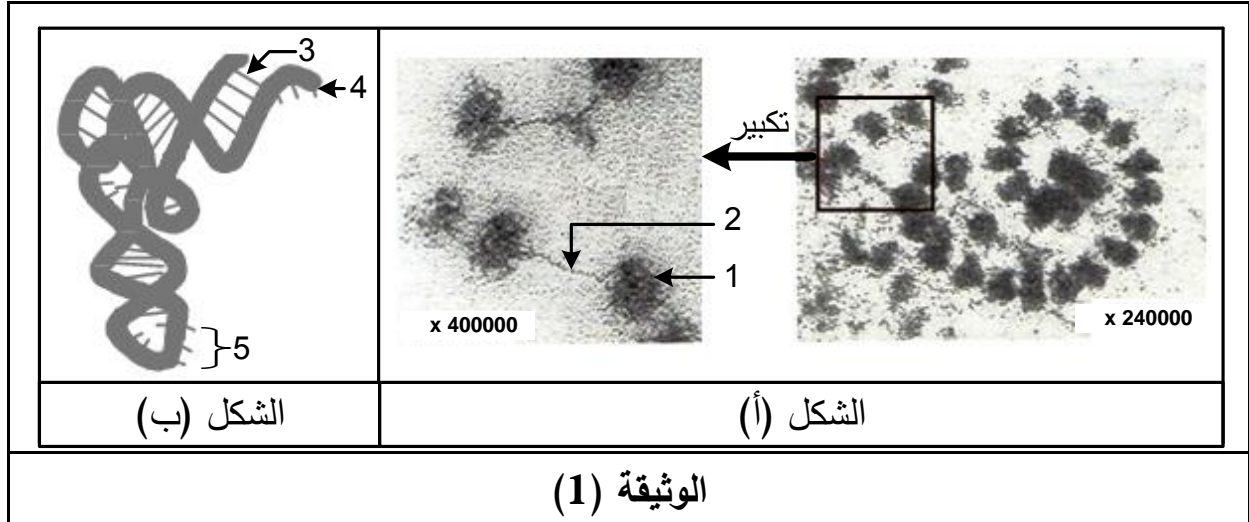 3
4
5
تكبير
2
1
x 400000
x 240000
الشكل (أ)
الشكل (ب)
الوثيقة (1)